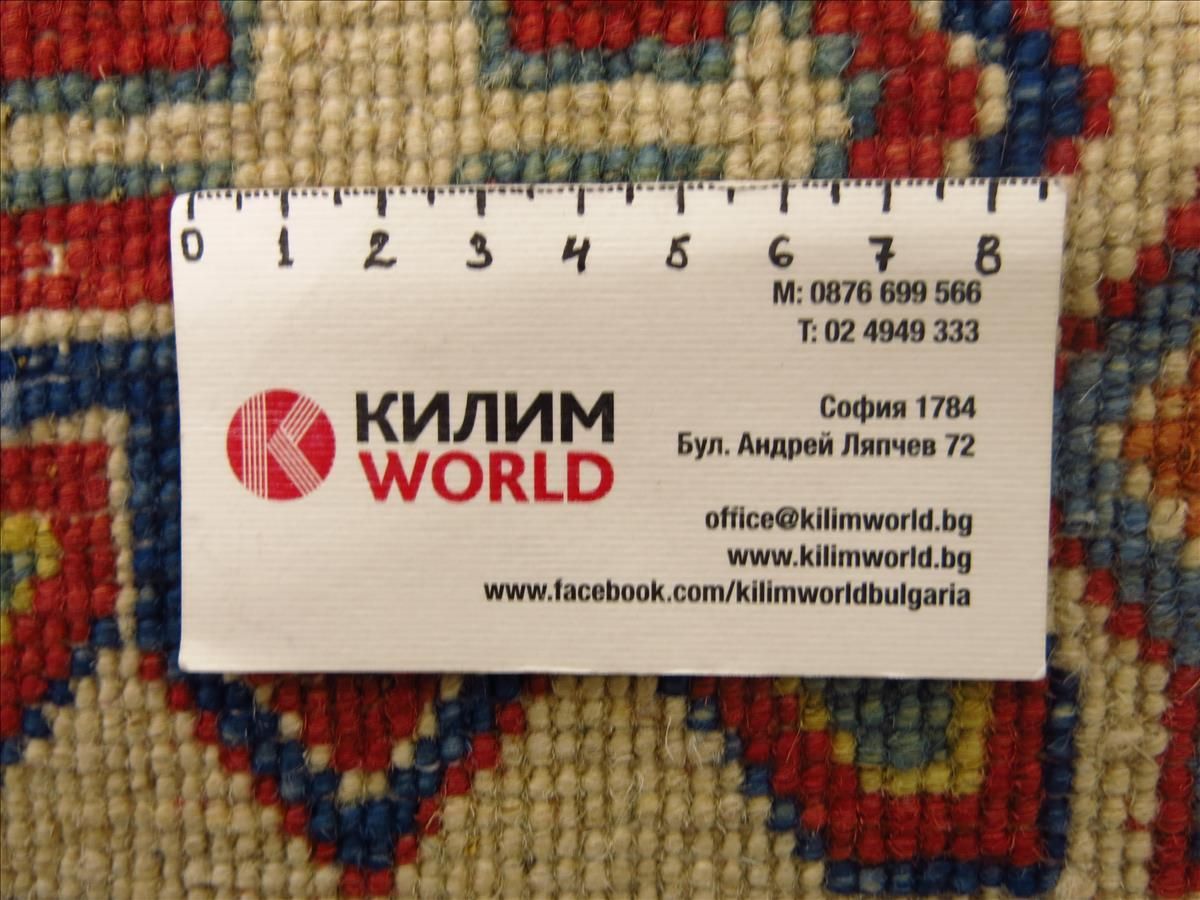 0 1 2 3 4 5 6 7 8
M: 0876 699 566
T: 02 4949 333
КИЛИМ
WORLD
София 1784
Бул. Андрей Ляпчев 72
office@kilimworld.bg
www.kilimworld.bg
www.facebook.com/kilimworldbulgaria